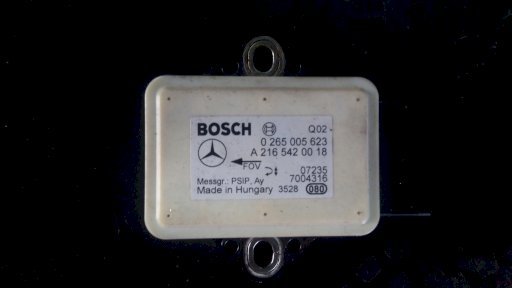 BOSCH Q02
0 265 005 623
A 216 542 00 18
FOV
07235
Messgr.: PSIP, Ay 7004316
Made in Hungary 3528 080